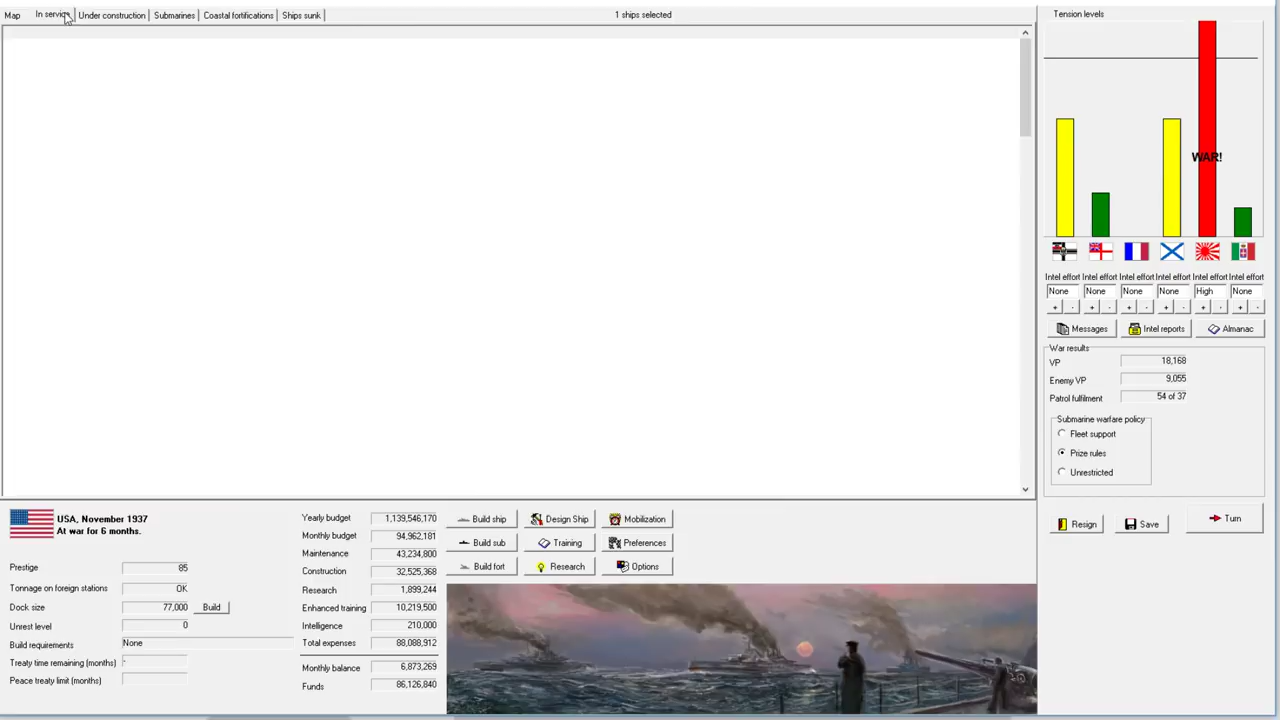 Map In service Under construction Submarines Coastal fortifications Ships sunk 1 ships selected
Tension levels
WAR!
Intel effort Intel effort Intel effort Intel effort Intel effort Intel effort
None None None None High None
+ - + - + - + - + - + -
Messages Intel reports Almanac
War results
VP 18,168
Enemy VP 9,055
Patrol fulfilment 54 of 37
Submarine warfare policy
Fleet support
Prize rules
Unrestricted
Resign Save Turn
USA, November 1937
At war for 6 months.
Prestige 85
Tonnage on foreign stations OK
Dock size 77,000 Build
Unrest level 0
Build requirements None
Treaty time remaining (months) -
Peace treaty limit (months)
Yearly budget 1,139,546,170
Monthly budget 94,962,181
Maintenance 43,234,800
Construction 32,525,368
Research 1,899,244
Enhanced training 10,219,500
Intelligence 210,000
Total expenses 88,088,912
Monthly balance 6,873,269
Funds 86,126,840
Build ship Design Ship Mobilization
Build sub Training Preferences
Build fort Research Options